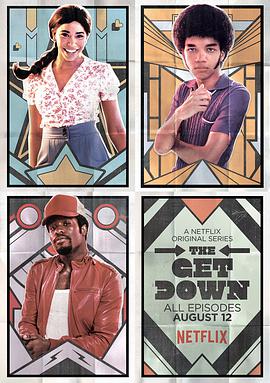 A NETFLIX
ORIGINAL SERIES
THE
GET
DOWN
ALL EPISODES
AUGUST 12
NETFLIX